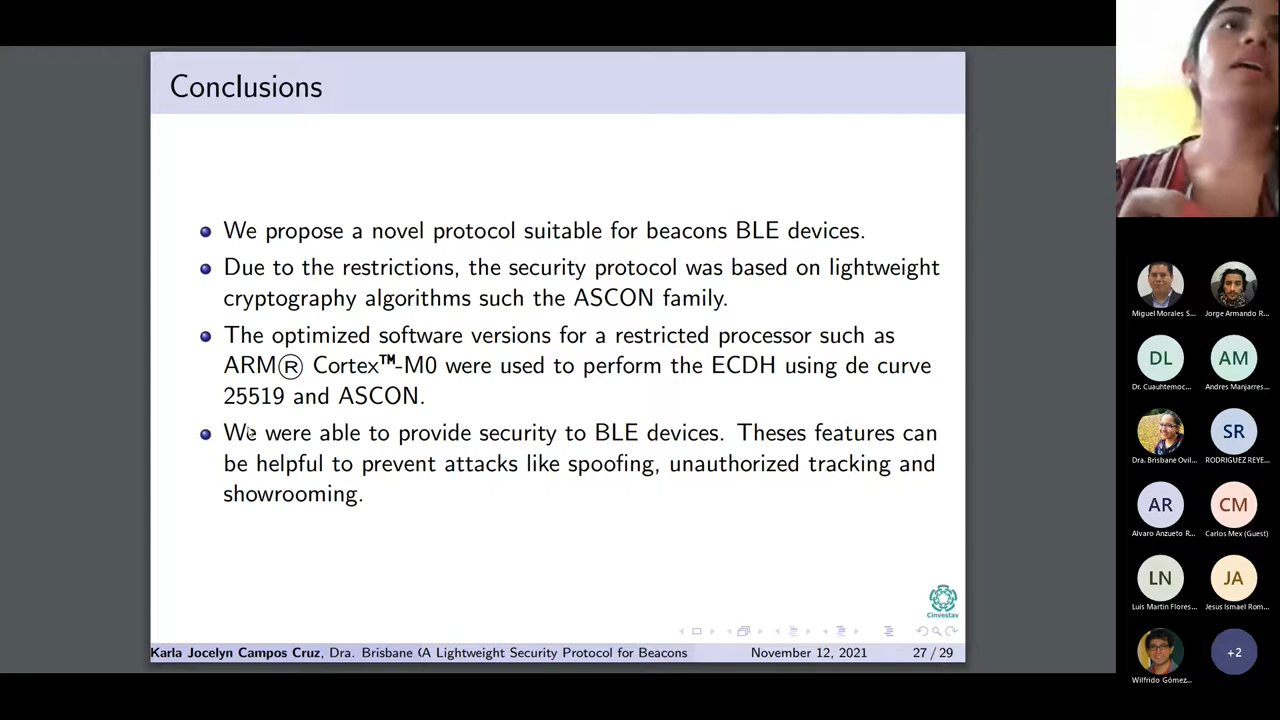 Conclusions
We propose a novel protocol suitable for beacons BLE devices.
Due to the restrictions, the security protocol was based on lightweight
cryptography algorithms such the ASCON family.
The optimized software versions for a restricted processor such as
ARM® Cortex™-M0 were used to perform the ECDH using de curve
25519 and ASCON.
We were able to provide security to BLE devices. Theses features can
be helpful to prevent attacks like spoofing, unauthorized tracking and
showrooming.
Cinvestav
Karla Jocelyn Campos Cruz, Dra. Brisbane (A Lightweight Security Protocol for Beacons
November 12, 2021
27 / 29
Miguel Morales S...
Jorge Armando R...
DL
AM
Dr. Cuauhtemoc...
Andres Manjarres...
SR
Dra. Brisbane Ovil...
RODRIGUEZ REYE...
AR
CM
Alvaro Anzueto R...
Carlos Mex (Guest)
LN
JA
Luis Martin Flores...
Jesus Ismael Rom...
+2
Wilfrido Gómez...